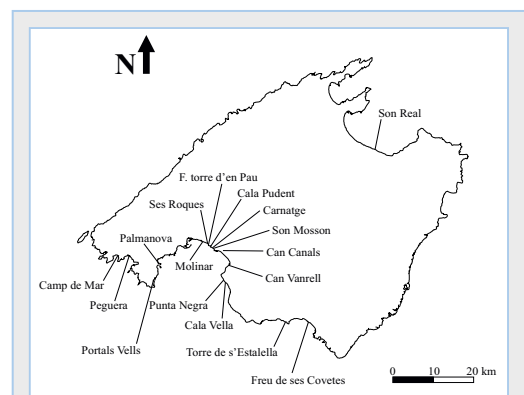 N
Son Real
F. torre d'en Pau
Cala Pudent
Ses Roques
Carnatge
Son Mosson
Palmanova
Can Canals
Molinar
Can Vanrell
Camp de Mar
Peguera
Punta Negra
Cala Vella
Portals Vells
Torre de s'Estalella
Freu de ses Covetes
0 10 20 km